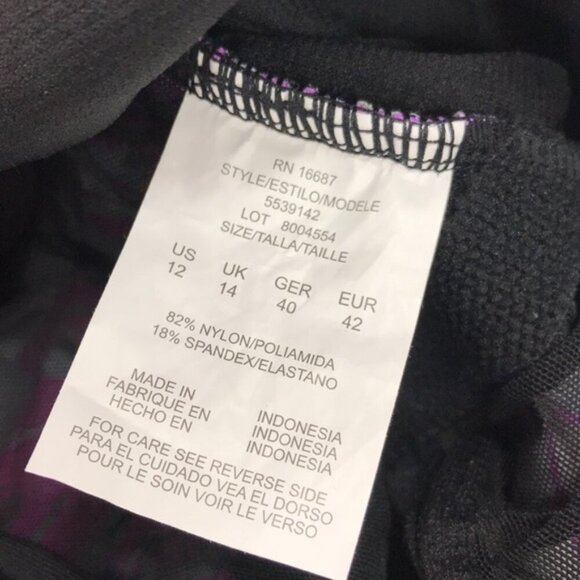 RN 16687
STYLE/ESTILO/MODELE
5539142
LOT 8004554
SIZE/TALLA/TAILLE
US UK GER EUR
12 14 40 42
82% NYLON/POLIAMIDA
18% SPANDEX/ELASTANO
MADE IN INDONESIA
FABRIQUE EN INDONESIA
HECHO EN INDONESIA
FOR CARE SEE REVERSE SIDE
PARA EL CUIDADO VEA EL DORSO
POUR LE SOIN VOIR LE VERSO